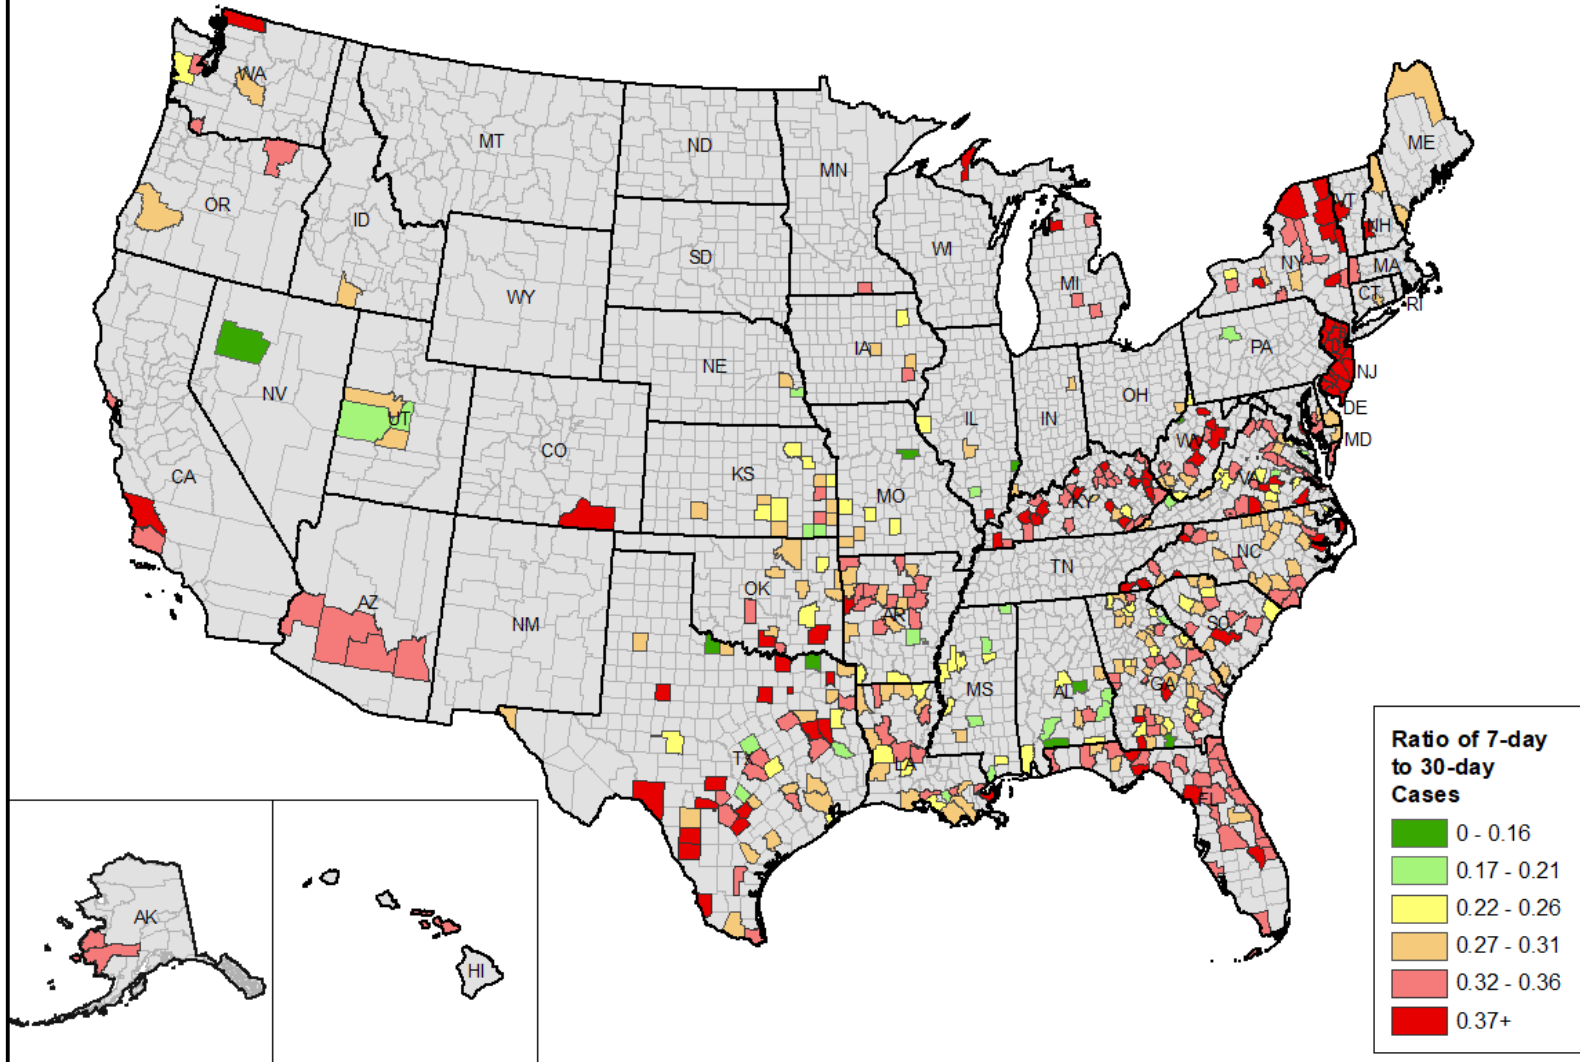 WA
MT
ND
MN
ME
OR
ID
SD
WI
MI
VT
NH
NY
MA
CT
RI
WY
NV
NE
IA
PA
NJ
UT
CO
KS
MO
IL
IN
OH
WV
DE
MD
VA
CA
KY
AZ
NM
OK
AR
TN
NC
SC
MS
AL
GA
TX
LA
AK
HI
Ratio of 7-day
to 30-day
Cases
0 - 0.16
0.17 - 0.21
0.22 - 0.26
0.27 - 0.31
0.32 - 0.36
0.37+